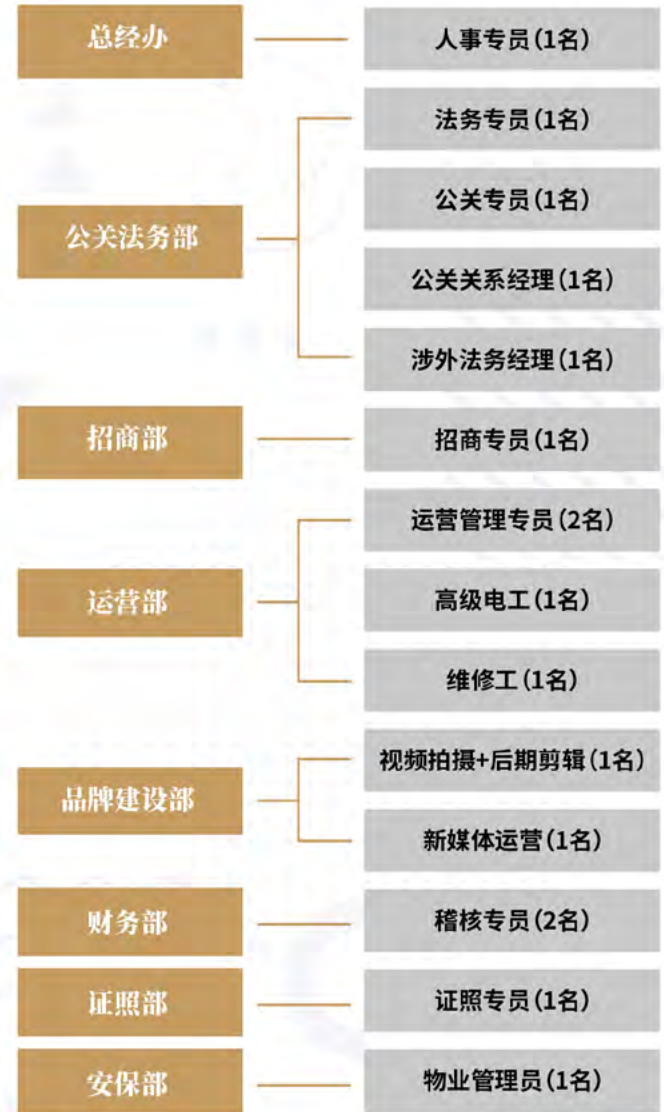 总经办
人事专员(1名)
公关法务部
法务专员(1名)
公关专员(1名)
公关关系经理(1名)
涉外法务经理(1名)
招商部
招商专员(1名)
运营部
运营管理专员(2名)
高级电工(1名)
维修工(1名)
品牌建设部
视频拍摄+后期剪辑(1名)
新媒体运营(1名)
财务部
稽核专员(2名)
证照部
证照专员(1名)
安保部
物业管理员(1名)